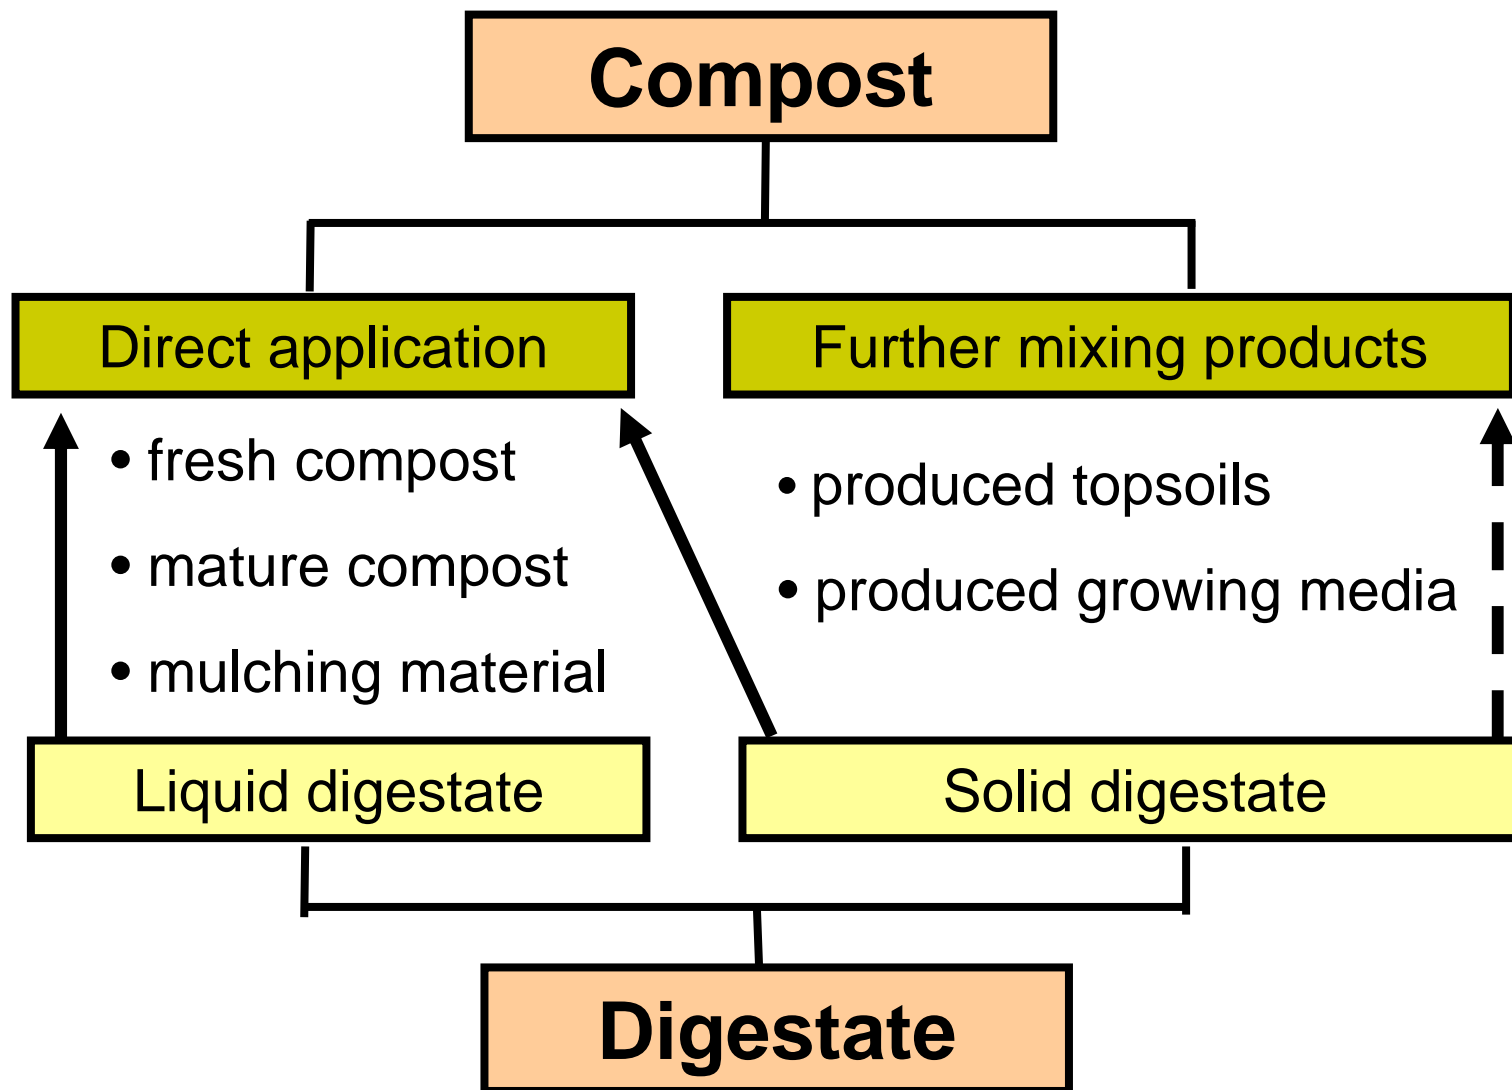 Compost
Direct application
Further mixing products
• fresh compost
• mature compost
• mulching material
• produced topsoils
• produced growing media
Liquid digestate
Solid digestate
Digestate